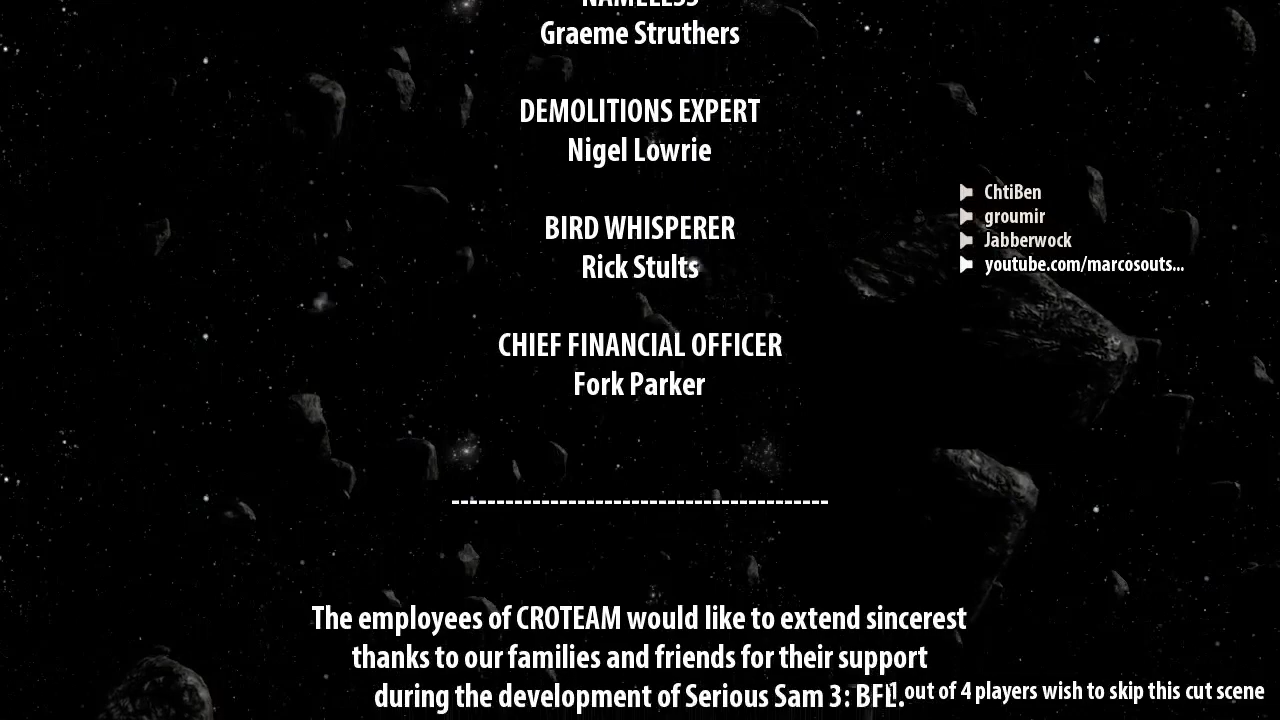 NAMELESS
Graeme Struthers
DEMOLITIONS EXPERT
Nigel Lowrie
BIRD WHISPERER
Rick Stults
CHIEF FINANCIAL OFFICER
Fork Parker
ChtiBen
groumir
Jabberwock
youtube.com/marcosouts...
------------------------------------------
The employees of CROTEAM would like to extend sincerest
thanks to our families and friends for their support
during the development of Serious Sam 3: BFE.
1 out of 4 players wish to skip this cut scene